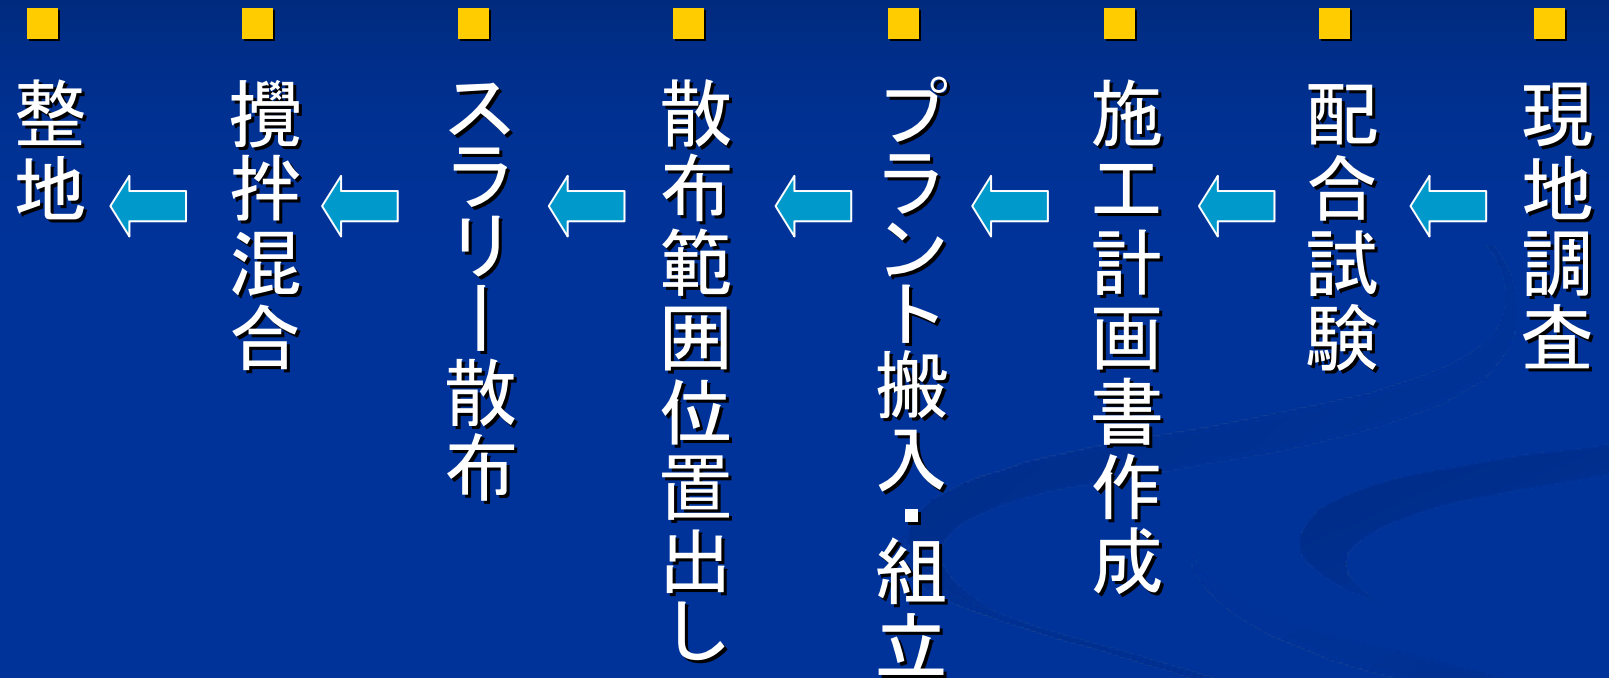 現地調査
配合試験
施工計画書作成
プラント搬入・組立
散布範囲位置出し
スラリー散布
攪拌混合
整地